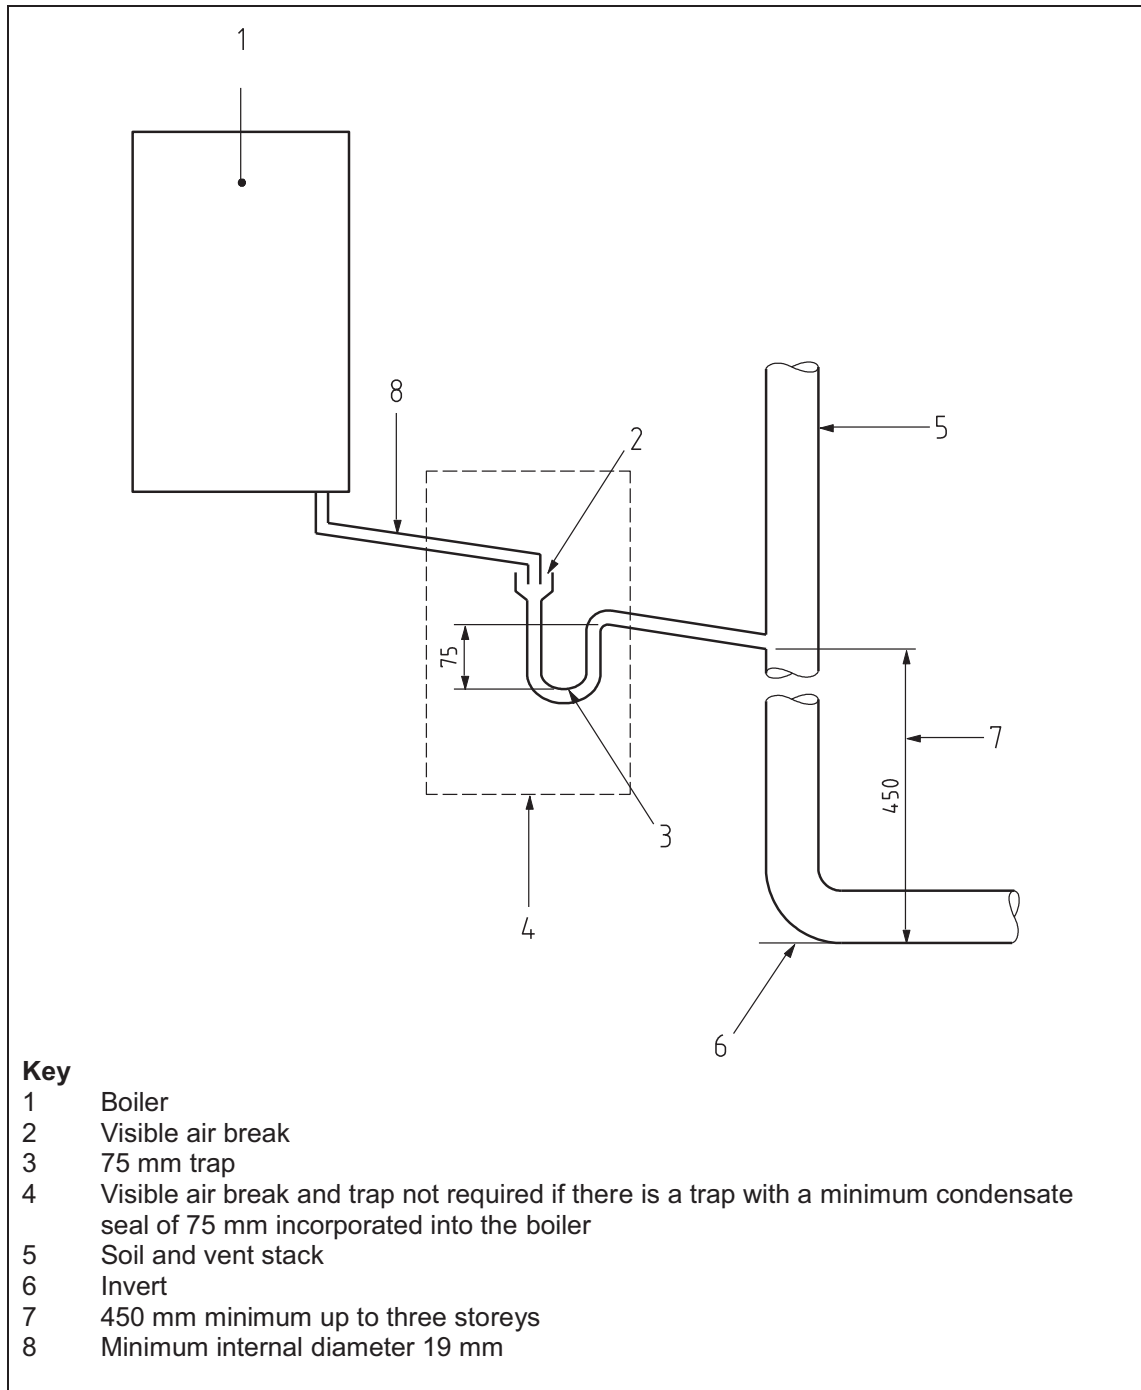 1
8
2
5
75
7
450
3
4
6
Key
1 Boiler
2 Visible air break
3 75 mm trap
4 Visible air break and trap not required if there is a trap with a minimum condensate
seal of 75 mm incorporated into the boiler
5 Soil and vent stack
6 Invert
7 450 mm minimum up to three storeys
8 Minimum internal diameter 19 mm